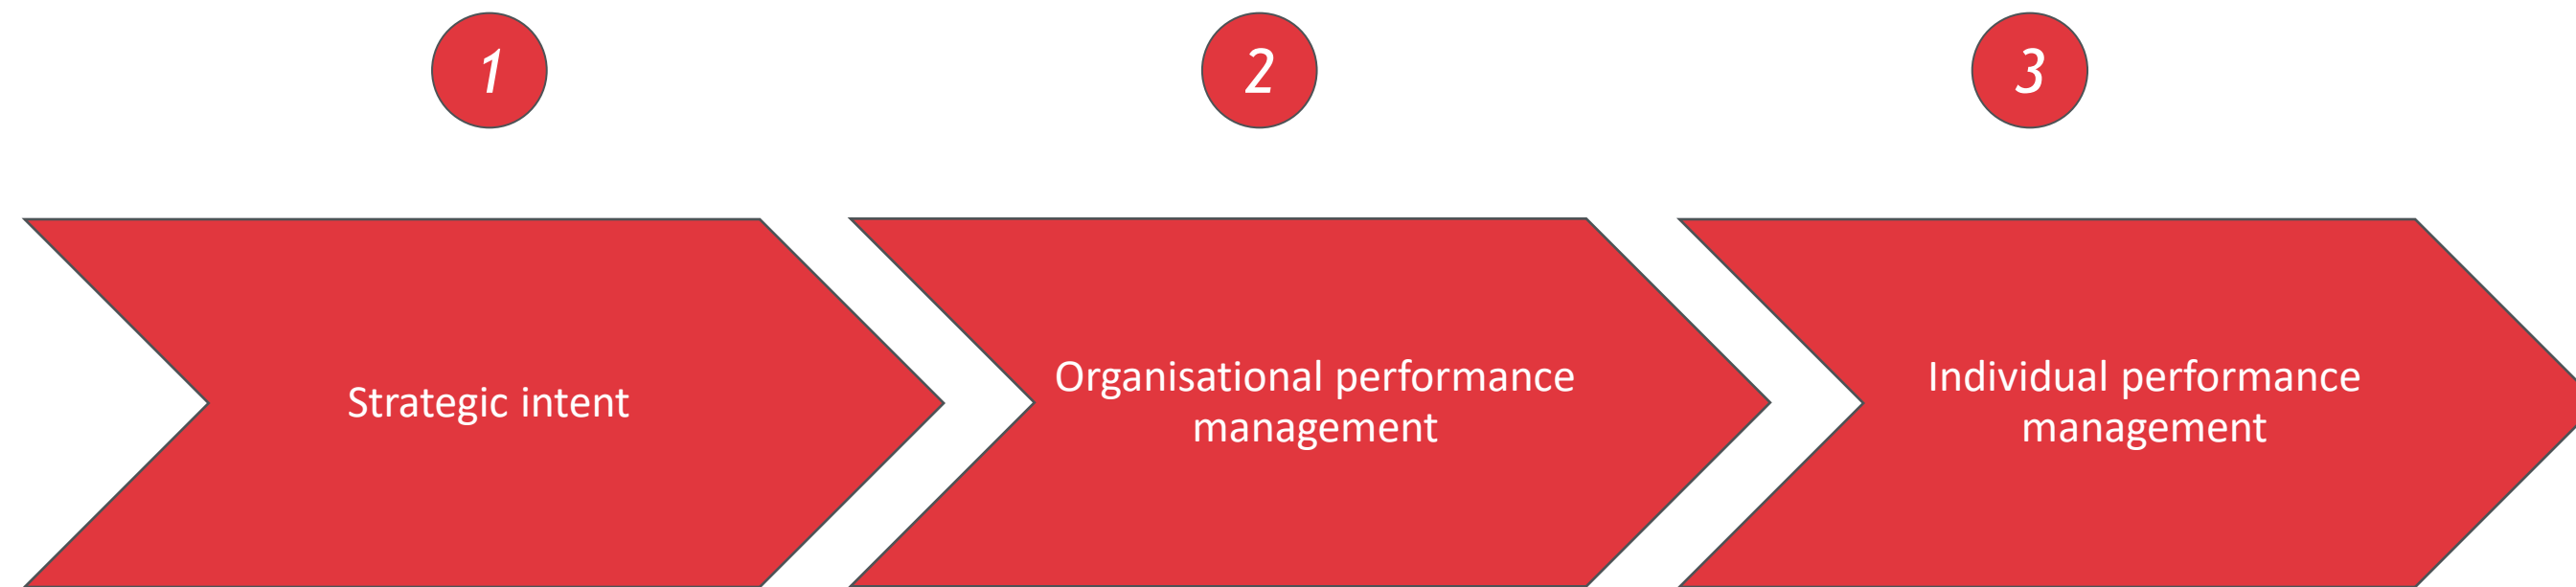 1
2
3
Strategic intent
Organisational performance
management
Individual performance
management